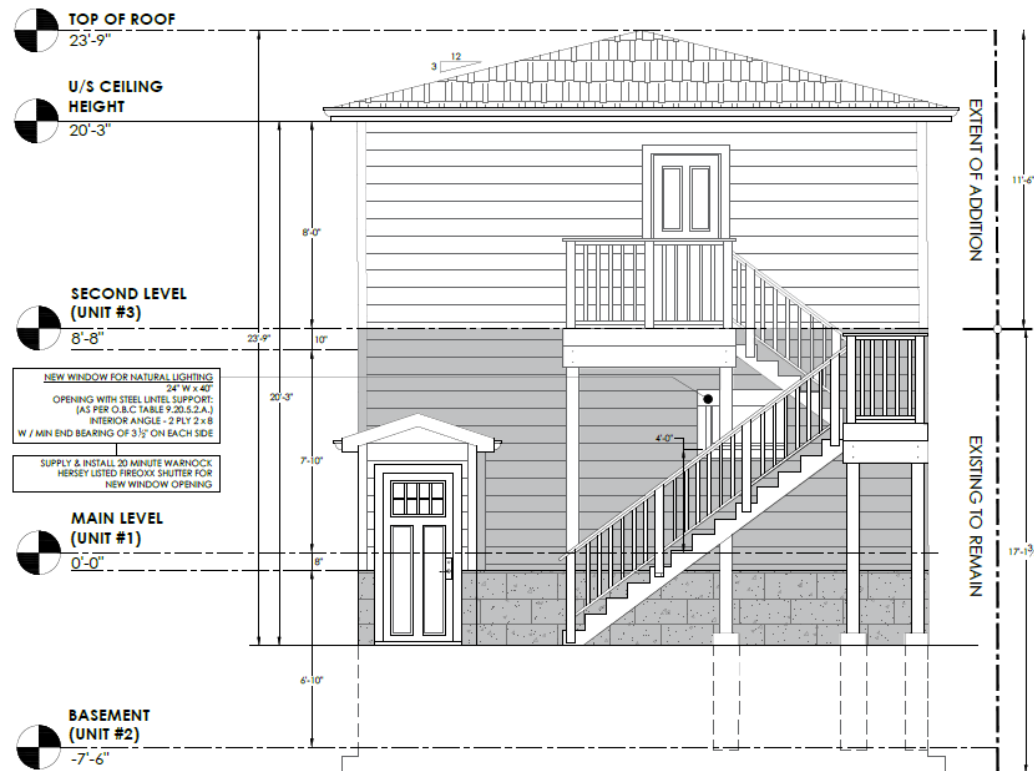 TOP OF ROOF
23'-9"
U/S CEILING
HEIGHT
20'-3"
12
3
EXTENT OF ADDITION
11'-6"
8'-0"
SECOND LEVEL
(UNIT #3)
8'-8"
23'-9"
10"
NEW WINDOW FOR NATURAL LIGHTING
24" W x 40"
OPENING WITH STEEL LINTEL SUPPORT:
(AS PER O.B.C TABLE 9.20.5.2.A.)
INTERIOR ANGLE - 2 PLY 2 x 8
W / MIN END BEARING OF 3½" ON EACH SIDE
20'-3"
SUPPLY & INSTALL 20 MINUTE WARNOCK
HERSEY LISTED FIREOXX SHUTTER FOR
NEW WINDOW OPENING
4'-0"
7'-10"
EXISTING TO REMAIN
MAIN LEVEL
(UNIT #1)
0'-0"
8"
6'-10"
BASEMENT
(UNIT #2)
-7'-6"